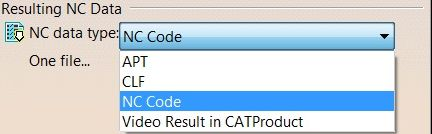 Resulting NC Data
NC data type: NC Code
One file...
APT
CLF
NC Code
Video Result in CATProduct